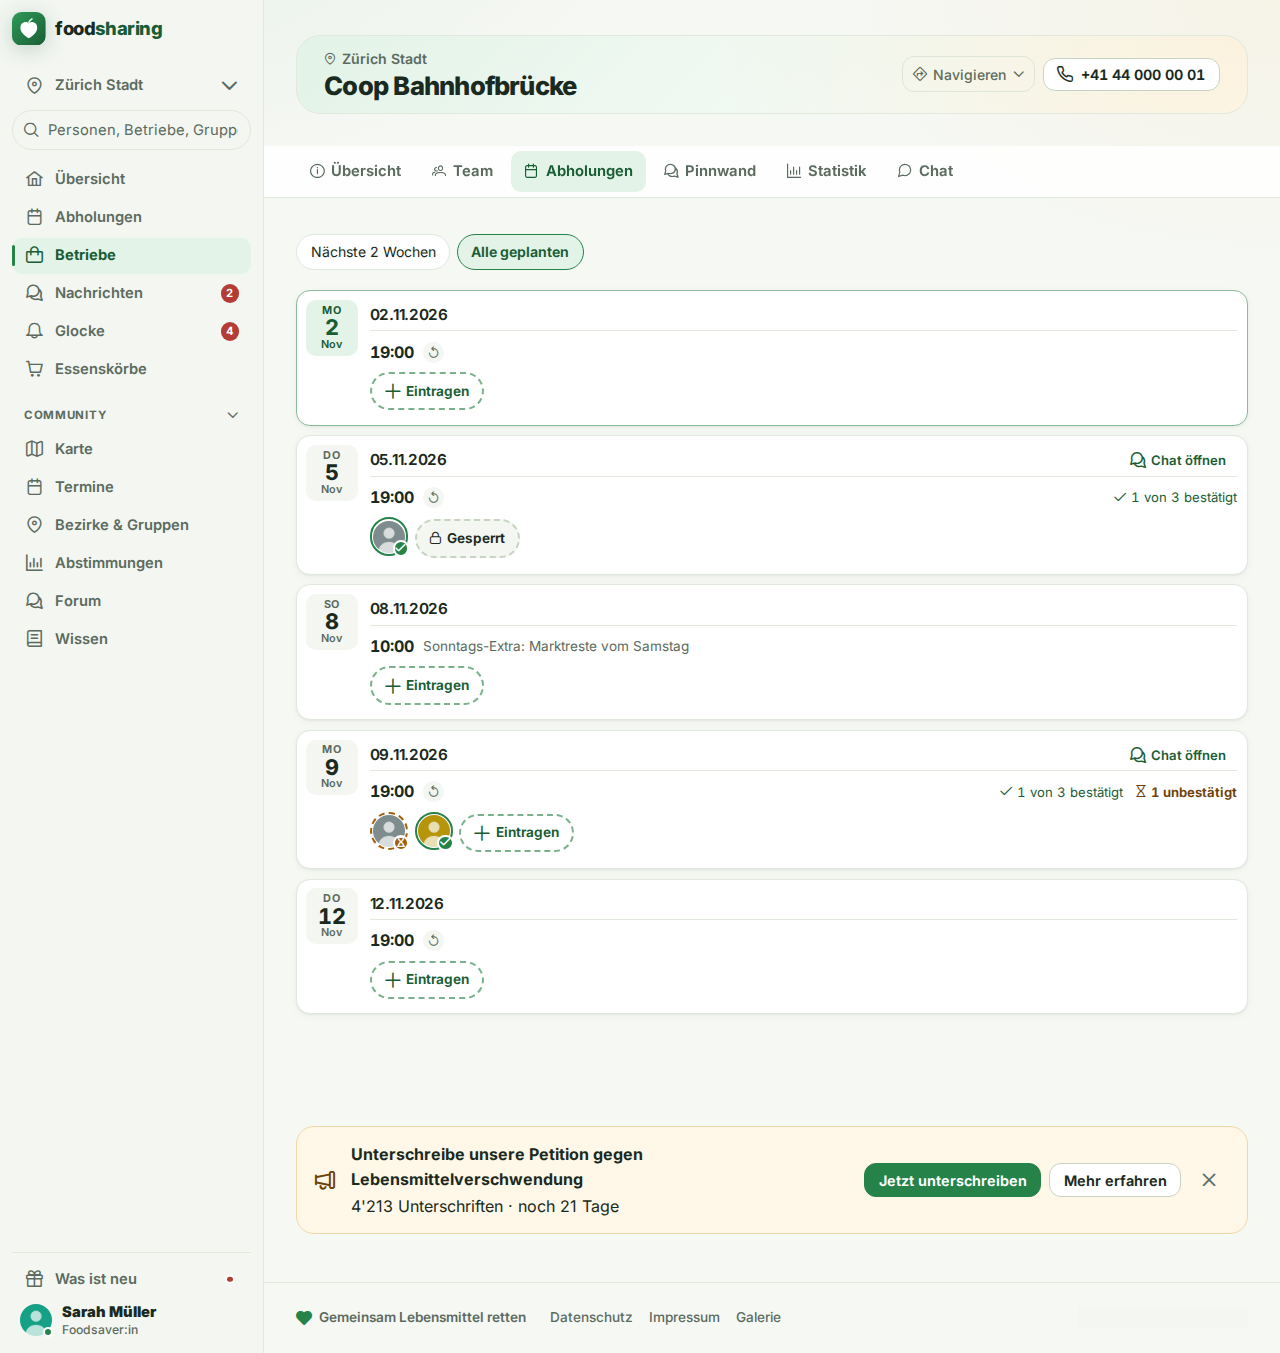 foodsharing
Zürich Stadt
Personen, Betriebe, Grupp
Übersicht
Abholungen
Betriebe
Nachrichten 2
Glocke 4
Essenskörbe
COMMUNITY
Karte
Termine
Bezirke & Gruppen
Abstimmungen
Forum
Wissen
Was ist neu
Sarah Müller
Foodsaver:in
Zürich Stadt
Coop Bahnhofbrücke
Navigieren
+41 44 000 00 01
Übersicht Team Abholungen Pinnwand Statistik Chat
Nächste 2 Wochen Alle geplanten
MO
2
Nov
02.11.2026
19:00
Eintragen
DO
5
Nov
05.11.2026 Chat öffnen
19:00 1 von 3 bestätigt
Gesperrt
SO
8
Nov
08.11.2026
10:00 Sonntags-Extra: Marktreste vom Samstag
Eintragen
MO
9
Nov
09.11.2026 Chat öffnen
19:00 1 von 3 bestätigt 1 unbestätigt
Eintragen
DO
12
Nov
12.11.2026
19:00
Eintragen
Unterschreibe unsere Petition gegen
Lebensmittelverschwendung
4'213 Unterschriften · noch 21 Tage
Jetzt unterschreiben Mehr erfahren
Gemeinsam Lebensmittel retten Datenschutz Impressum Galerie